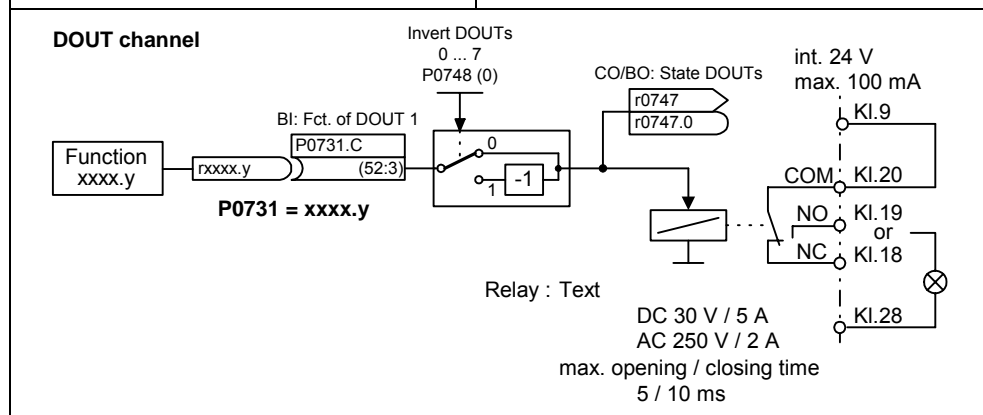 DOUT channel
Invert DOUTs
0 ... 7
P0748 (0)
CO/BO: State DOUTs
r0747
r0747.0
int. 24 V
max. 100 mA
Kl.9
BI: Fct. of DOUT 1
P0731.C
(52:3)
Function
xxxx.y
rxxxx.y
P0731 = xxxx.y
0
1
-1
COM
Kl.20
NO
Kl.19
or
NC
Kl.18
Kl.28
Relay : Text
DC 30 V / 5 A
AC 250 V / 2 A
max. opening / closing time
5 / 10 ms